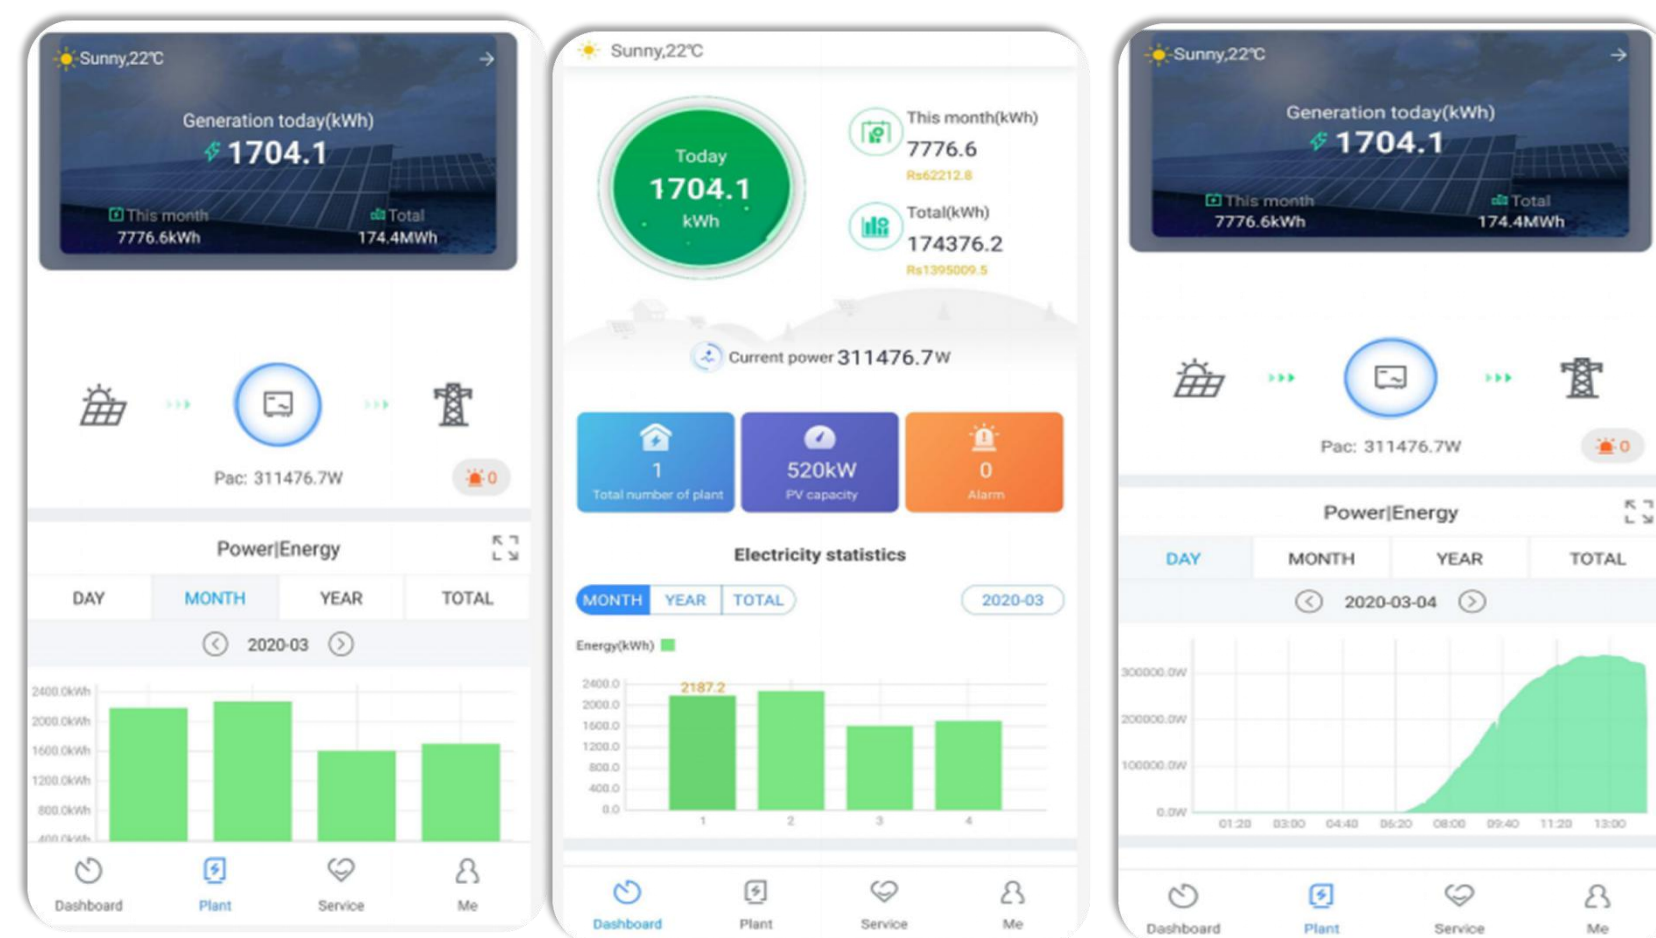 Sunny,22℃
Generation today(kWh)
1704.1
This month
Total
7776.6kWh
174.4MWh
Pac: 311476.7W
0
Power|Energy
DAY MONTH YEAR TOTAL
2020-03
2400.0kWh
2000.0kWh
1600.0kWh
1200.0kWh
800.0kWh
400.0kWh
Dashboard Plant Service Me
Sunny,22℃
Today
1704.1
kWh
This month(kWh)
7776.6
Rs62212.8
Total(kWh)
174376.2
Rs1395009.5
Current power 311476.7W
1
Total number of plant
520kW
PV capacity
0
Alarm
Electricity statistics
MONTH YEAR TOTAL
2020-03
Energy(kWh)
2187.2
2400.0
2000.0
1600.0
1200.0
800.0
400.0
0.0
1 2 3 4
Dashboard Plant Service Me
Sunny,22℃
Generation today(kWh)
1704.1
This month
Total
7776.6kWh
174.4MWh
Pac: 311476.7W
0
Power|Energy
DAY MONTH YEAR TOTAL
2020-03-04
300000.0W
200000.0W
100000.0W
0.0W
01:20 03:00 04:40 06:20 08:00 09:40 11:20 13:00
Dashboard Plant Service Me